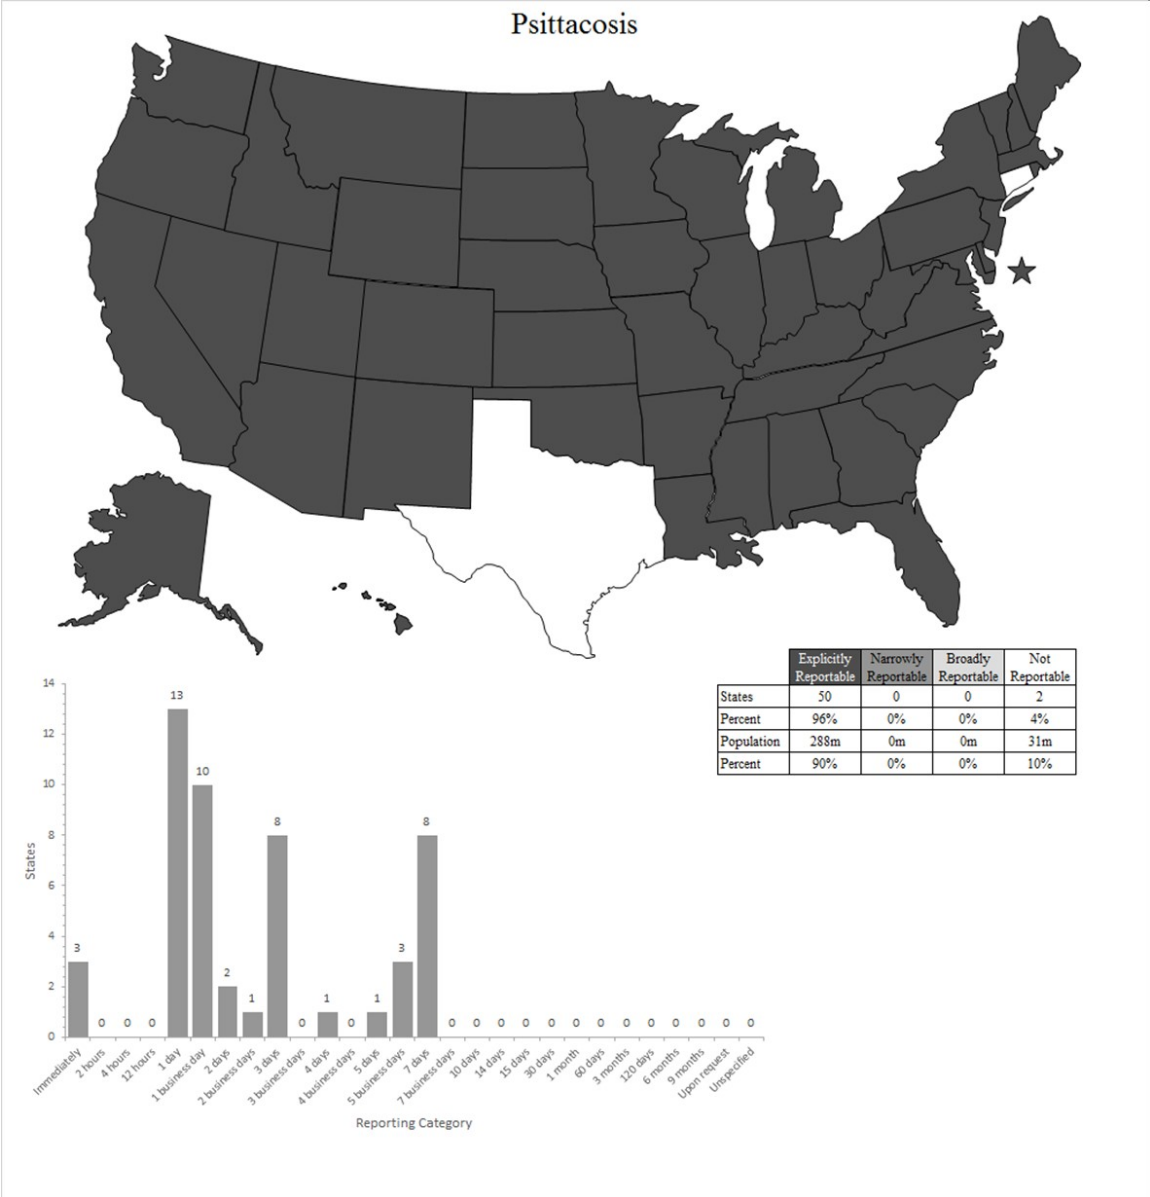 Psittacosis
Explicitly Reportable Narrowly Reportable Broadly Reportable Not Reportable
States 50 0 0 2
Percent 96% 0% 0% 4%
Population 288m 0m 0m 31m
Percent 90% 0% 0% 10%
14
12
10
8
6
4
2
0
States
3 0 0 0 13 10 2 1 8 0 1 0 1 3 8 0 0 0 0 0 0 0 0 0 0 0 0 0
Immediately
2 hours
4 hours
12 hours
1 day
1 business day
2 days
2 business days
3 days
3 business days
4 days
4 business days
5 days
5 business days
7 days
7 business days
10 days
14 days
15 days
30 days
1 month
60 days
3 months
120 days
6 months
9 months
Upon request
Unspecified
Reporting Category